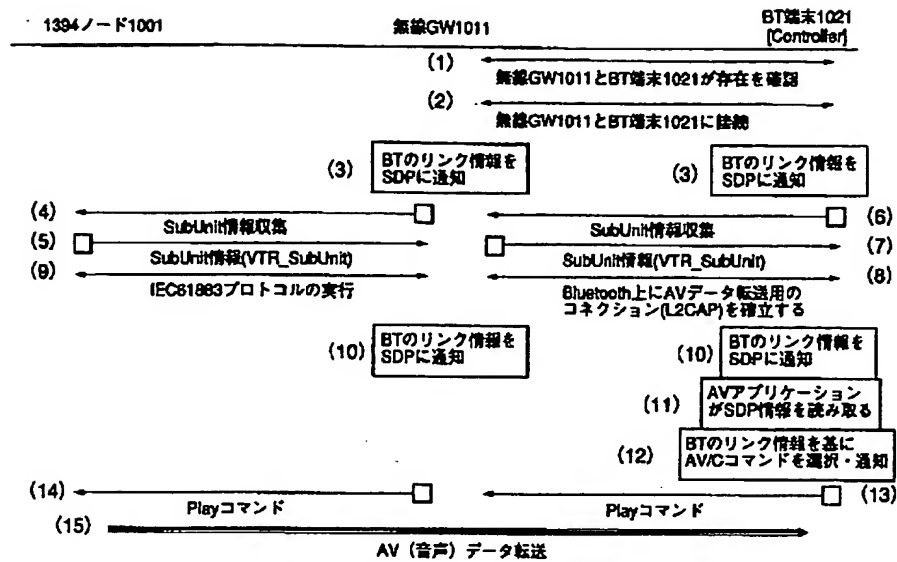 1394ノード1001
無線GW1011
BT端末1021
[Controller]
(1)
無線GW1011とBT端末1021が存在を確認
(2)
無線GW1011とBT端末1021に接続
(3)
BTのリンク情報を
SDPに通知
(3)
BTのリンク情報を
SDPに通知
(4)
SubUnit情報収集
(6)
SubUnit情報収集
(5)
SubUnit情報(VTR_SubUnit)
(7)
SubUnit情報(VTR_SubUnit)
(9)
IEC61883プロトコルの実行
(8)
Bluetooth上にAVデータ転送用の
コネクション(L2CAP)を確立する
(10)
BTのリンク情報を
SDPに通知
(10)
BTのリンク情報を
SDPに通知
(11)
AVアプリケーション
がSDP情報を読み取る
(12)
BTのリンク情報を基に
AV/Cコマンドを選択・通知
(14)
Playコマンド
(13)
Playコマンド
(15)
AV（音声）データ転送